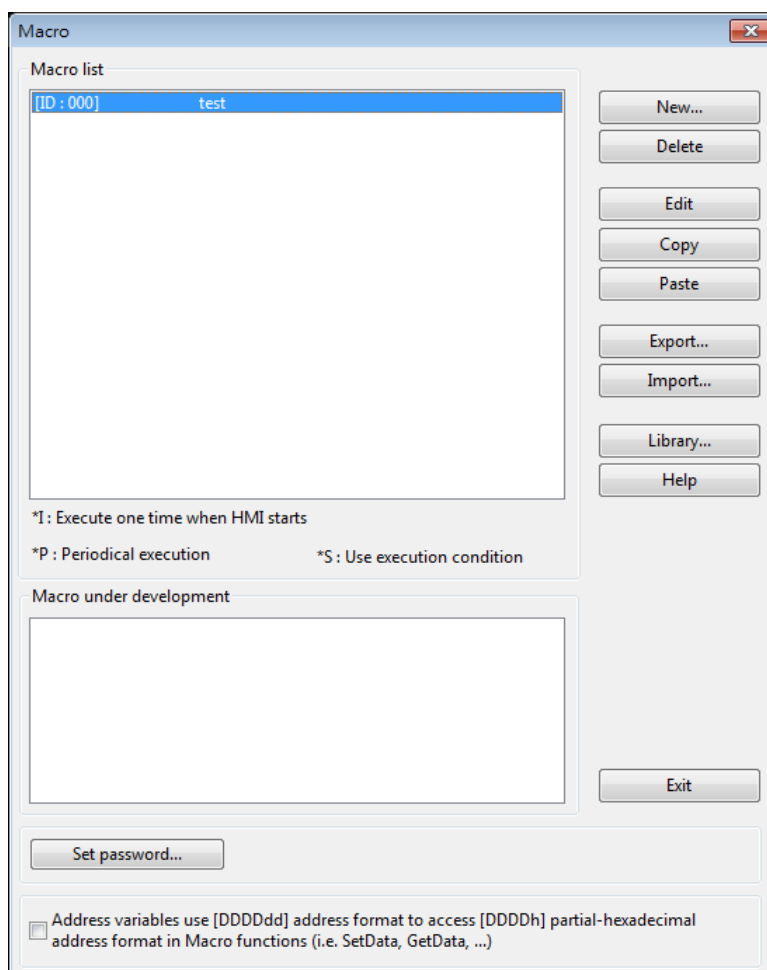 Macro
Macro list
[ID : 000] test
New...
Delete
Edit
Copy
Paste
Export...
Import...
Library...
Help
*I : Execute one time when HMI starts
*P : Periodical execution *S : Use execution condition
Macro under development
Exit
Set password...
Address variables use [DDDDdd] address format to access [DDDDh] partial-hexadecimal
address format in Macro functions (i.e. SetData, GetData, ...)